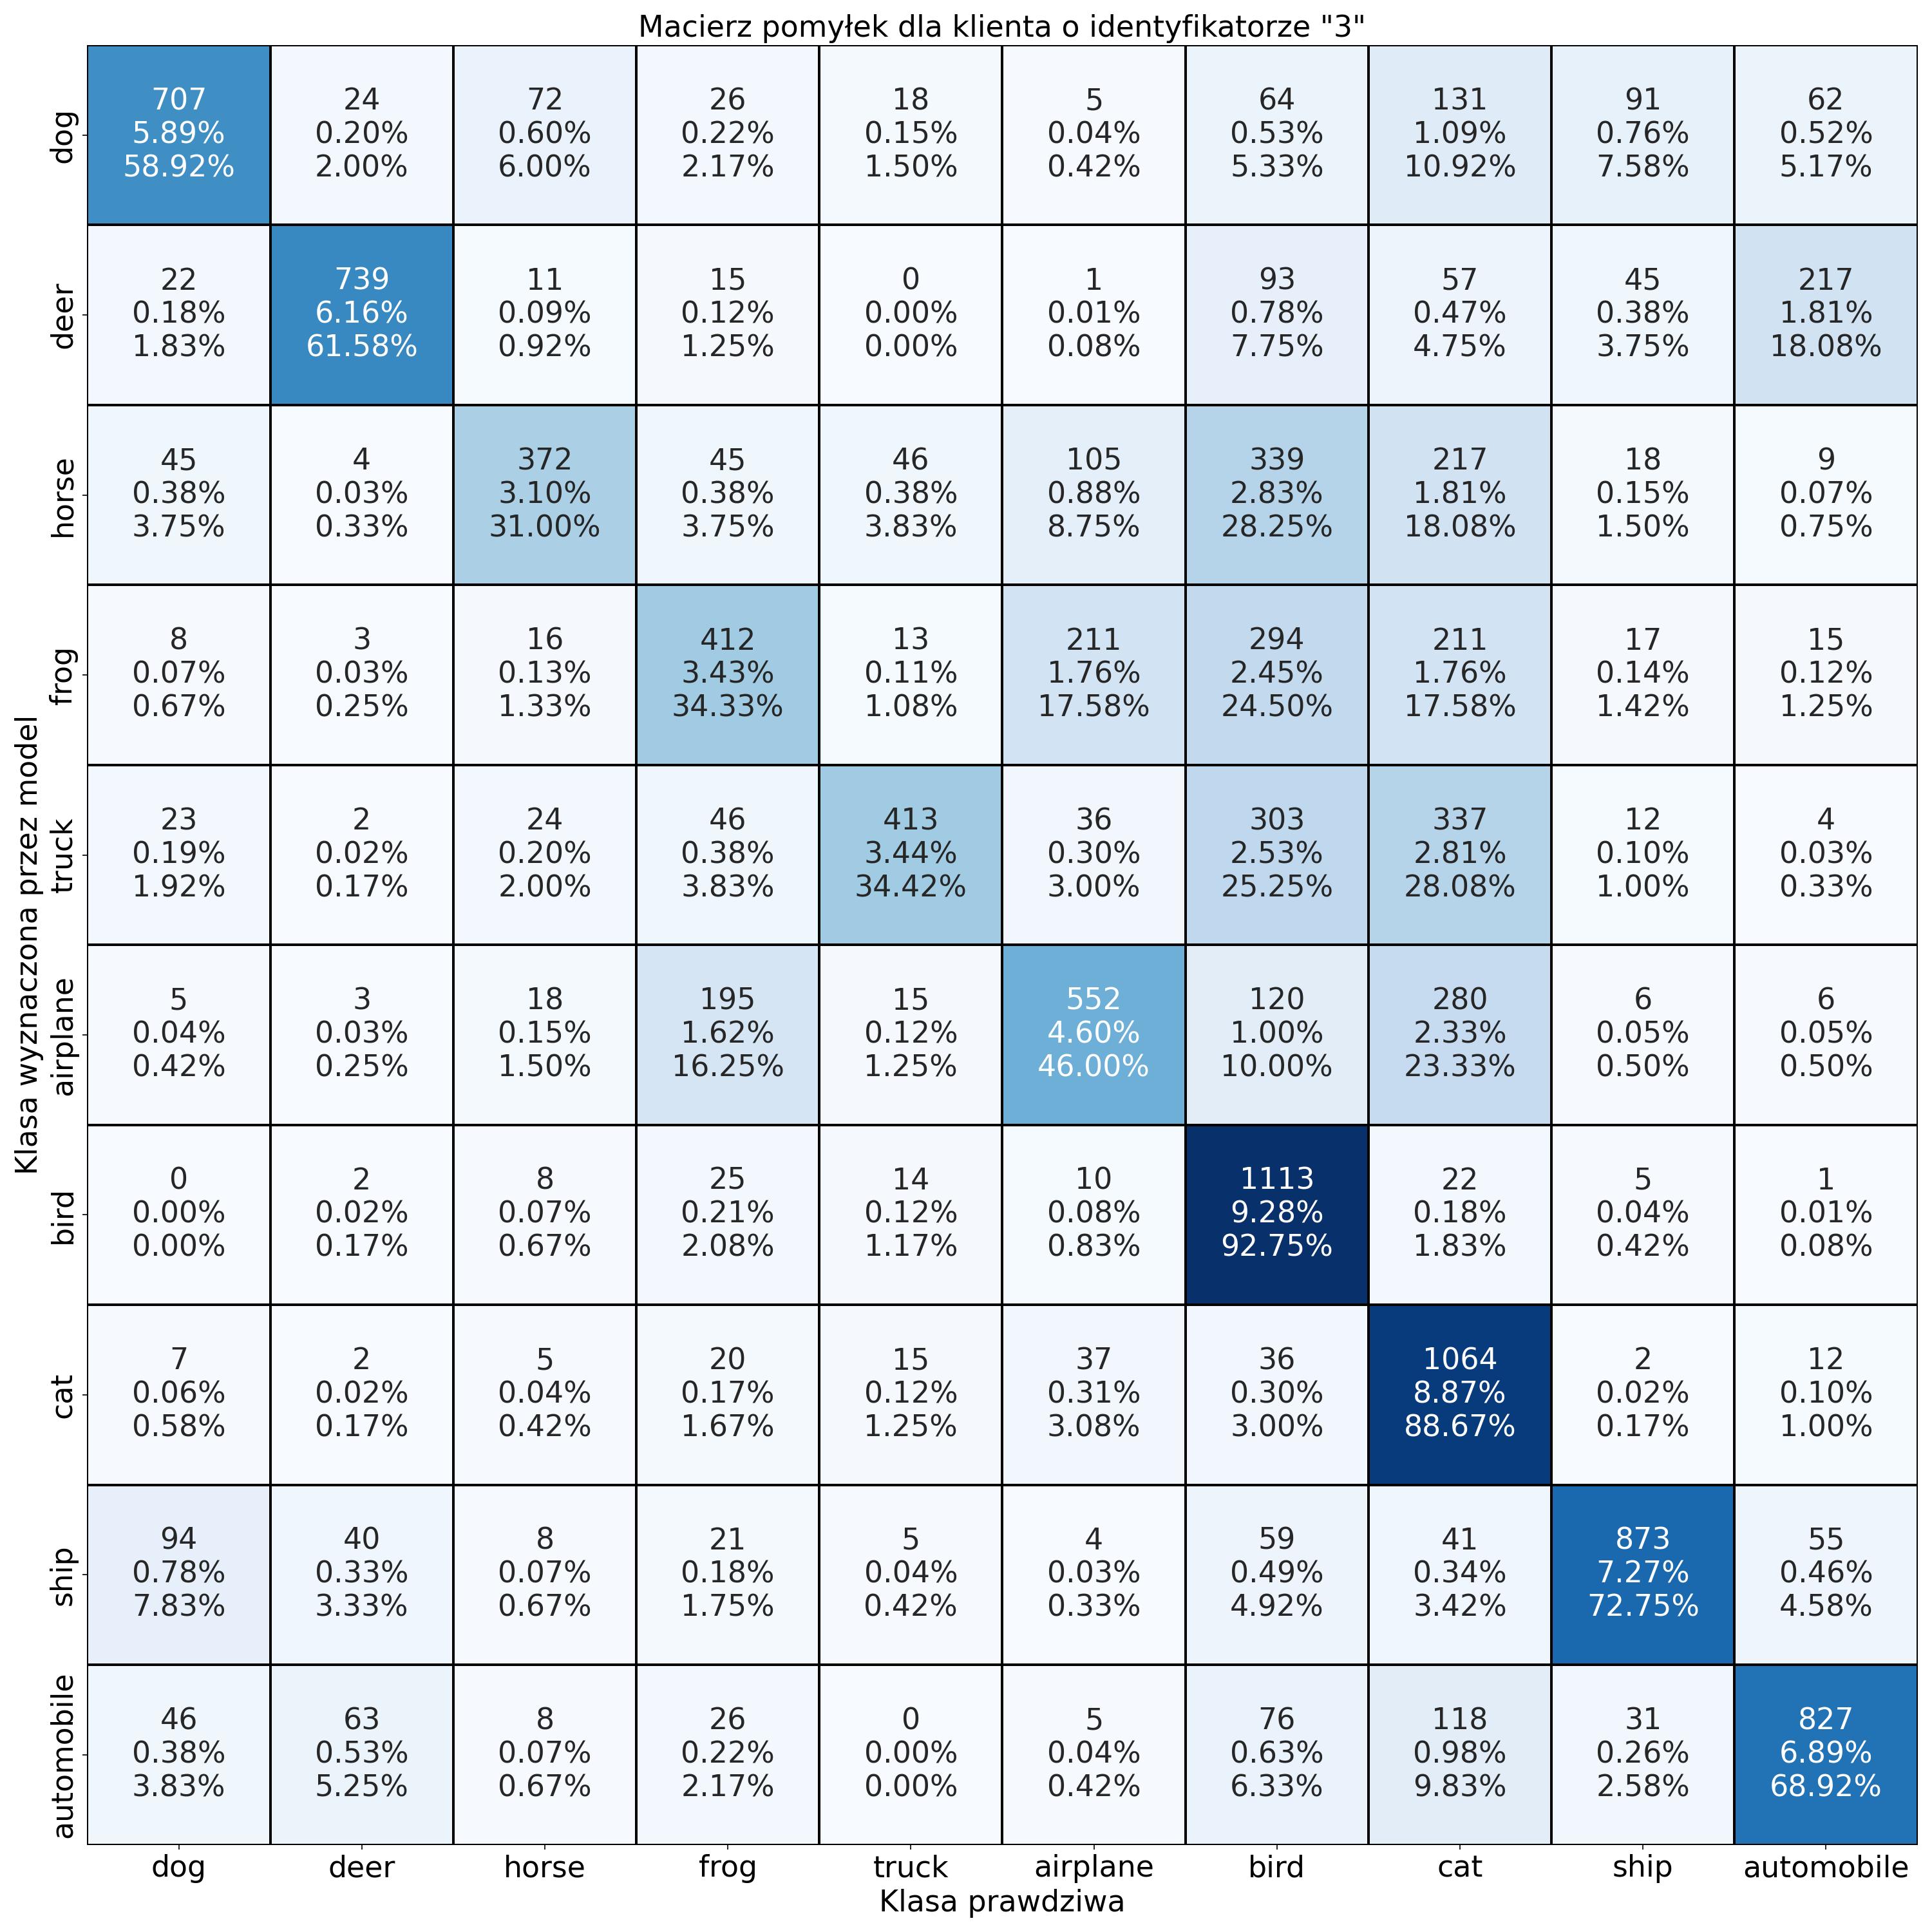 Macierz pomyłek dla klienta o identyfikatorze "3"
Klasa wyznaczona przez model
dog
707 24 72 26 18 5 64 131 91 62
5.89% 0.20% 0.60% 0.22% 0.15% 0.04% 0.53% 1.09% 0.76% 0.52%
58.92% 2.00% 6.00% 2.17% 1.50% 0.42% 5.33% 10.92% 7.58% 5.17%
deer
22 739 11 15 0 1 93 57 45 217
0.18% 6.16% 0.09% 0.12% 0.00% 0.01% 0.78% 0.47% 0.38% 1.81%
1.83% 61.58% 0.92% 1.25% 0.00% 0.08% 7.75% 4.75% 3.75% 18.08%
horse
45 4 372 45 46 105 339 217 18 9
0.38% 0.03% 3.10% 0.38% 0.38% 0.88% 2.83% 1.81% 0.15% 0.07%
3.75% 0.33% 31.00% 3.75% 3.83% 8.75% 28.25% 18.08% 1.50% 0.75%
frog
8 3 16 412 13 211 294 211 17 15
0.07% 0.03% 0.13% 3.43% 0.11% 1.76% 2.45% 1.76% 0.14% 0.12%
0.67% 0.25% 1.33% 34.33% 1.08% 17.58% 24.50% 17.58% 1.42% 1.25%
truck
23 2 24 46 413 36 303 337 12 4
0.19% 0.02% 0.20% 0.38% 3.44% 0.30% 2.53% 2.81% 0.10% 0.03%
1.92% 0.17% 2.00% 3.83% 34.42% 3.00% 25.25% 28.08% 1.00% 0.33%
airplane
5 3 18 195 15 552 120 280 6 6
0.04% 0.03% 0.15% 1.62% 0.12% 4.60% 1.00% 2.33% 0.05% 0.05%
0.42% 0.25% 1.50% 16.25% 1.25% 46.00% 10.00% 23.33% 0.50% 0.50%
bird
0 2 8 25 14 10 1113 22 5 1
0.00% 0.02% 0.07% 0.21% 0.12% 0.08% 9.28% 0.18% 0.04% 0.01%
0.00% 0.17% 0.67% 2.08% 1.17% 0.83% 92.75% 1.83% 0.42% 0.08%
cat
7 2 5 20 15 37 36 1064 2 12
0.06% 0.02% 0.04% 0.17% 0.12% 0.31% 0.30% 8.87% 0.02% 0.10%
0.58% 0.17% 0.42% 1.67% 1.25% 3.08% 3.00% 88.67% 0.17% 1.00%
ship
94 40 8 21 5 4 59 41 873 55
0.78% 0.33% 0.07% 0.18% 0.04% 0.03% 0.49% 0.34% 7.27% 0.46%
7.83% 3.33% 0.67% 1.75% 0.42% 0.33% 4.92% 3.42% 72.75% 4.58%
automobile
46 63 8 26 0 5 76 118 31 827
0.38% 0.53% 0.07% 0.22% 0.00% 0.04% 0.63% 0.98% 0.26% 6.89%
3.83% 5.25% 0.67% 2.17% 0.00% 0.42% 6.33% 9.83% 2.58% 68.92%
dog deer horse frog truck airplane bird cat ship automobile
Klasa prawdziwa